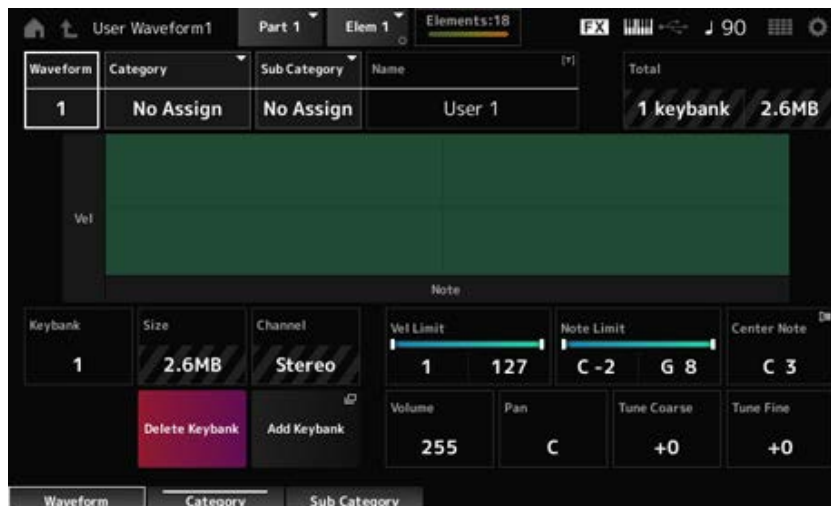 User Waveform1 Part 1 Elem 1 Elements:18 FX ♩ 90
Waveform Category Sub Category Name Total
1 No Assign No Assign User 1 1 keybank 2.6MB
Vel
Note
Keybank Size Channel Vel Limit Note Limit Center Note
1 2.6MB Stereo 1 127 C -2 G 8 C 3
Delete Keybank Add Keybank Volume Pan Tune Coarse Tune Fine
255 C +0 +0
Waveform Category Sub Category